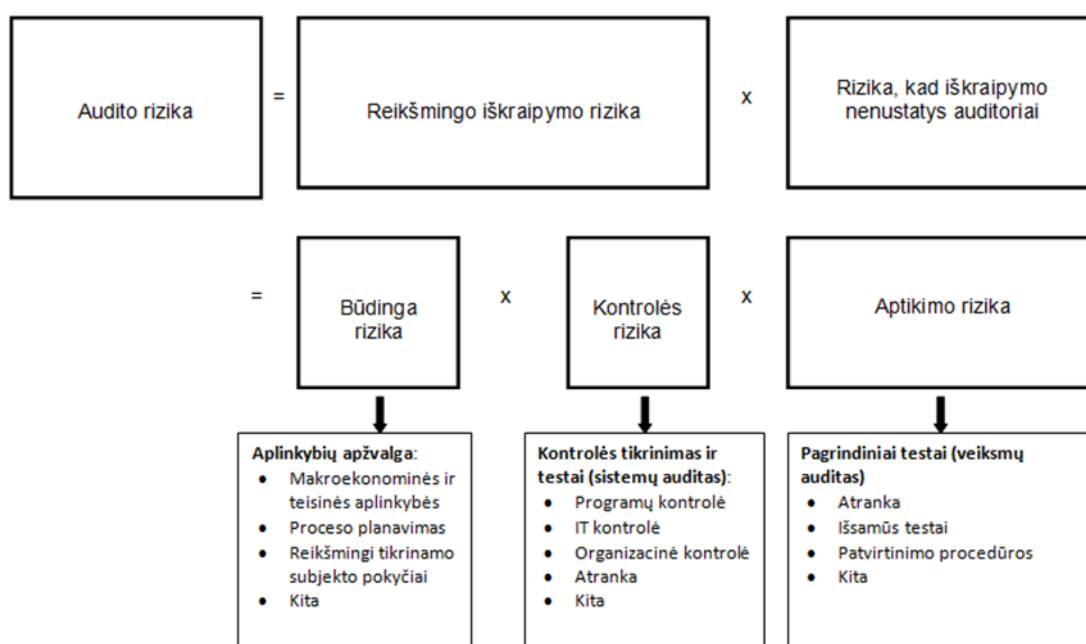 Audito rizika
=
Reikšmingo iškraipymo rizika
x
Rizika, kad iškraipymo
nenustatys auditoriai
=
Būdinga
rizika
x
Kontrolės
rizika
x
Aptikimo rizika
Aplinkybių apžvalga:
• Makroekonominės ir
teisinės aplinkybės
• Proceso planavimas
• Reikšmingi tikrinamo
subjekto pokyčiai
• Kita
Kontrolės tikrinimas ir
testai (sistemų auditas):
• Programų kontrolė
• IT kontrolė
• Organizacinė kontrolė
• Atranka
• Kita
Pagrindiniai testai (veiksmų
auditas)
• Atranka
• Išsamūs testai
• Patvirtinimo procedūros
• Kita